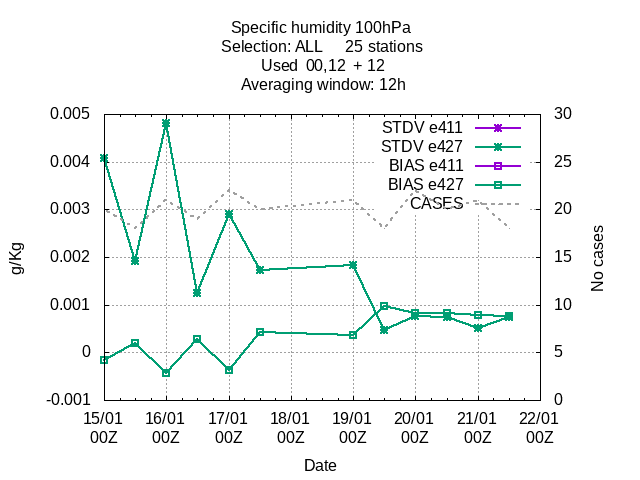 Specific humidity 100hPa
Selection: ALL 25 stations
Used 00,12 + 12
Averaging window: 12h
0.005
0.004
0.003
0.002
0.001
0
-0.001
g/Kg
30
25
20
15
10
5
0
No cases
STDV e411
STDV e427
BIAS e411
BIAS e427
CASES
15/01 16/01 17/01 18/01 19/01 20/01 21/01 22/01
00Z 00Z 00Z 00Z 00Z 00Z 00Z 00Z
Date